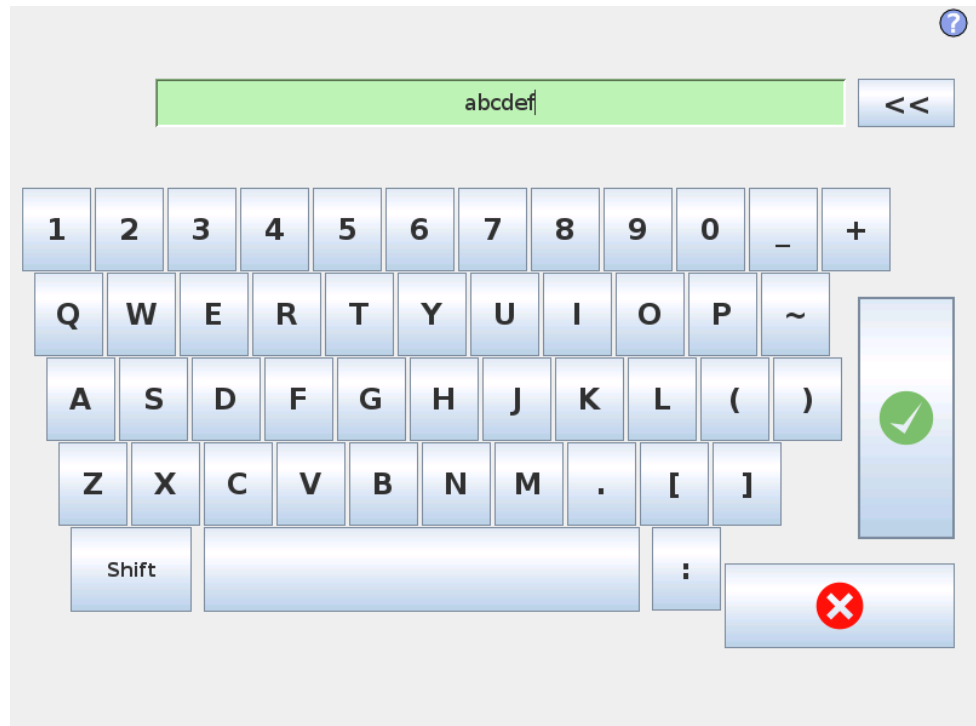 ?
abcdef
<<
1 2 3 4 5 6 7 8 9 0 _ +
Q W E R T Y U I O P ~
A S D F G H J K L ( )
Z X C V B N M . [ ]
Shift :